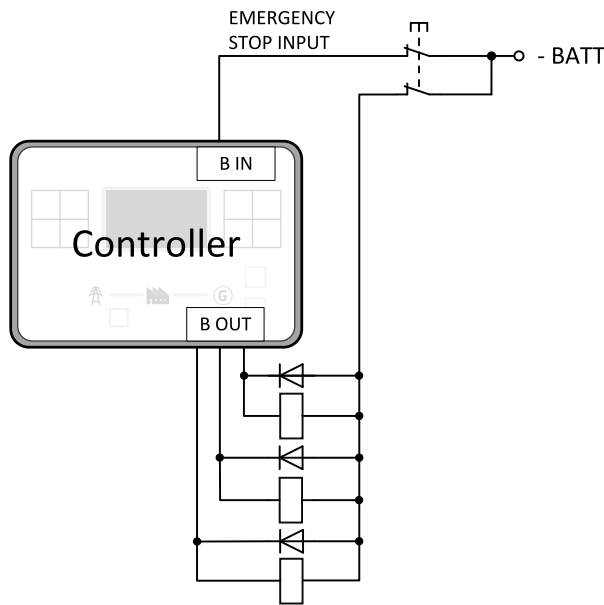 EMERGENCY
STOP INPUT
- BATT
B IN
Controller
G
B OUT